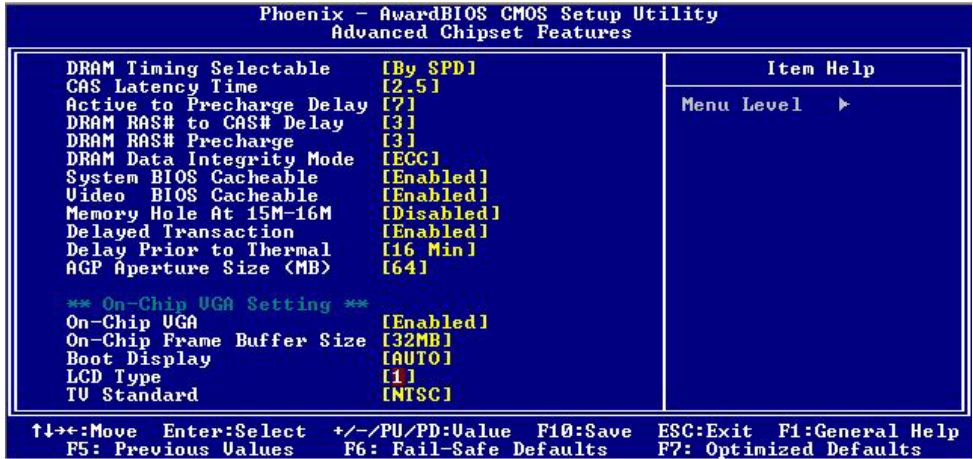 Phoenix - AwardBIOS CMOS Setup Utility
Advanced Chipset Features
DRAM Timing Selectable [By SPD]
CAS Latency Time [2.5]
Active to Precharge Delay [7]
DRAM RAS# to CAS# Delay [3]
DRAM RAS# Precharge [3]
DRAM Data Integrity Mode [ECC]
System BIOS Cacheable [Enabled]
Video BIOS Cacheable [Enabled]
Memory Hole At 15M-16M [Disabled]
Delayed Transaction [Enabled]
Delay Prior to Thermal [16 Min]
AGP Aperture Size (MB) [64]
** On-Chip VGA Setting **
On-Chip VGA [Enabled]
On-Chip Frame Buffer Size [32MB]
Boot Display [AUTO]
LCD Type [1]
TV Standard [NTSC]
Item Help
Menu Level ►
↑↓→←:Move Enter:Select +/-/PU/PD:Value F10:Save ESC:Exit F1:General Help
F5: Previous Values F6: Fail-Safe Defaults F7: Optimized Defaults